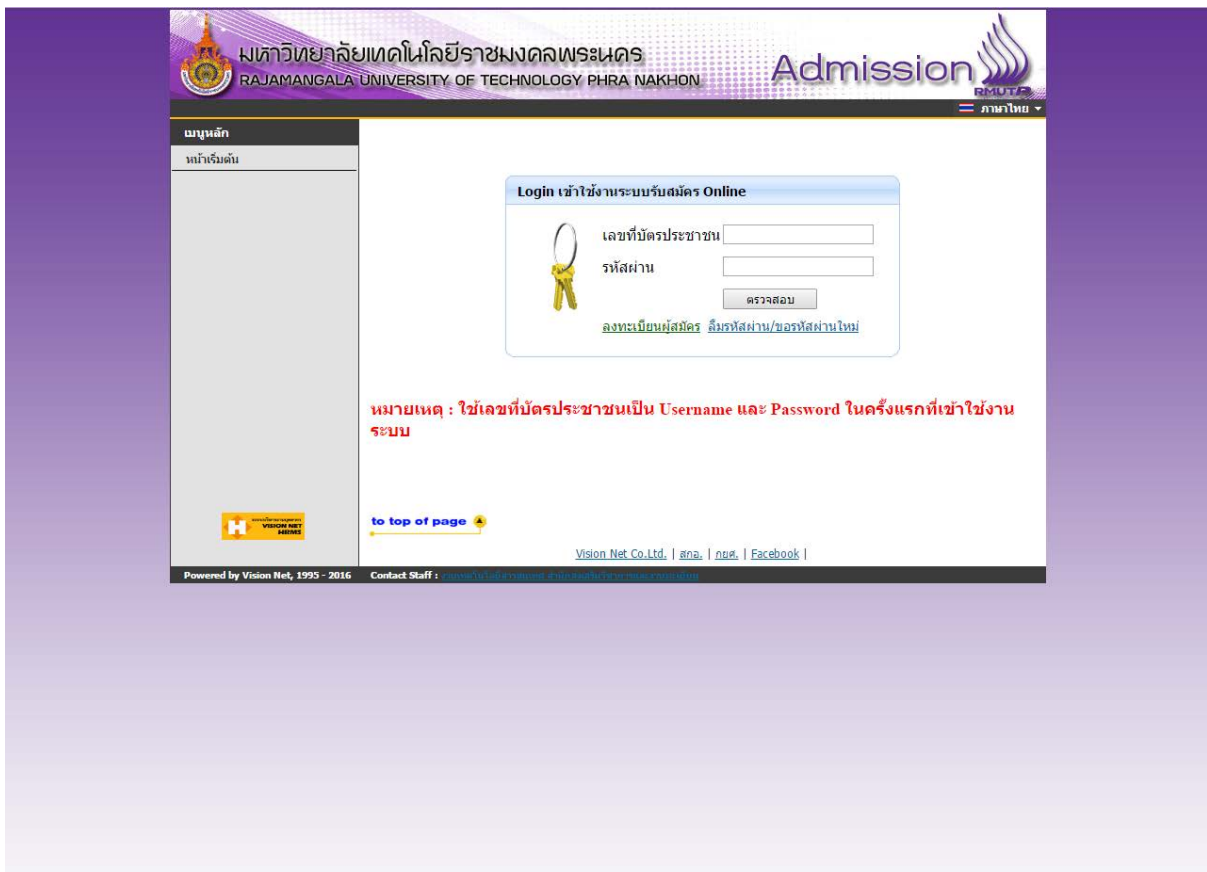 มหาวิทยาลัยเทคโนโลยีราชมงคลพระนคร
RAJAMANGALA UNIVERSITY OF TECHNOLOGY PHRA NAKHON
Admission
RMUTP
ภาษาไทย
เมนูหลัก
หน้าเริ่มต้น
Login เข้าใช้งานระบบรับสมัคร Online
เลขที่บัตรประชาชน
รหัสผ่าน
ตรวจสอบ
ลงทะเบียนผู้สมัคร ลืมรหัสผ่าน/ขอรหัสผ่านใหม่
หมายเหตุ : ใช้เลขที่บัตรประชาชนเป็น Username และ Password ในครั้งแรกที่เข้าใช้งาน
ระบบ
VISION NET
HRMS
to top of page
Vision Net Co.Ltd. | สกอ. | กยศ. | Facebook |
Powered by Vision Net, 1995 - 2016 Contact Staff :